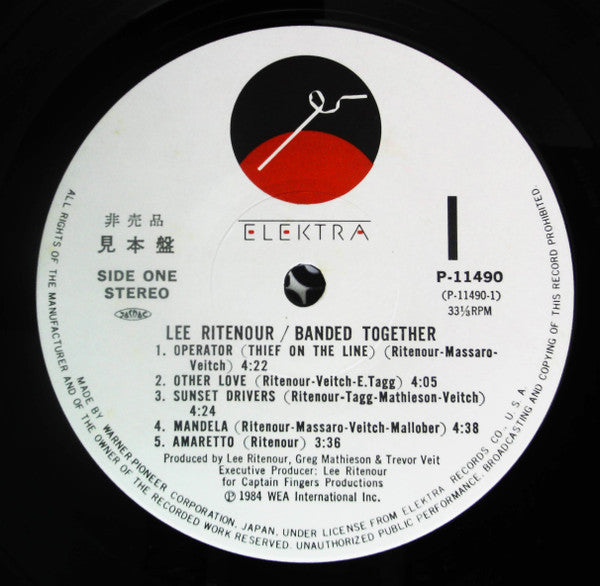 ELEKTRA
非売品
見本盤
SIDE ONE
STEREO
P-11490
(P-11490-1)
33⅓RPM
LEE RITENOUR / BANDED TOGETHER
1. OPERATOR (THIEF ON THE LINE) (Ritenour-Massaro-
Veitch) 4:22
2. OTHER LOVE (Ritenour-Veitch-E.Tagg) 4:05
3. SUNSET DRIVERS (Ritenour-Tagg-Mathieson-Veitch)
4:24
4. MANDELA (Ritenour-Massaro-Veitch-Mallober) 4:38
5. AMARETTO (Ritenour) 3:36
Produced by Lee Ritenour, Greg Mathieson & Trevor Veit
Executive Producer: Lee Ritenour
for Captain Fingers Productions
℗ 1984 WEA International Inc.
MADE BY WARNER-PIONEER CORPORATION, JAPAN, UNDER LICENSE FROM ELEKTRA RECORDS CO., U.S.A.
ALL RIGHTS OF THE MANUFACTURER AND OF THE OWNER OF THE RECORDED WORK RESERVED. UNAUTHORIZED PUBLIC PERFORMANCE, BROADCASTING AND COPYING OF THIS RECORD PROHIBITED.